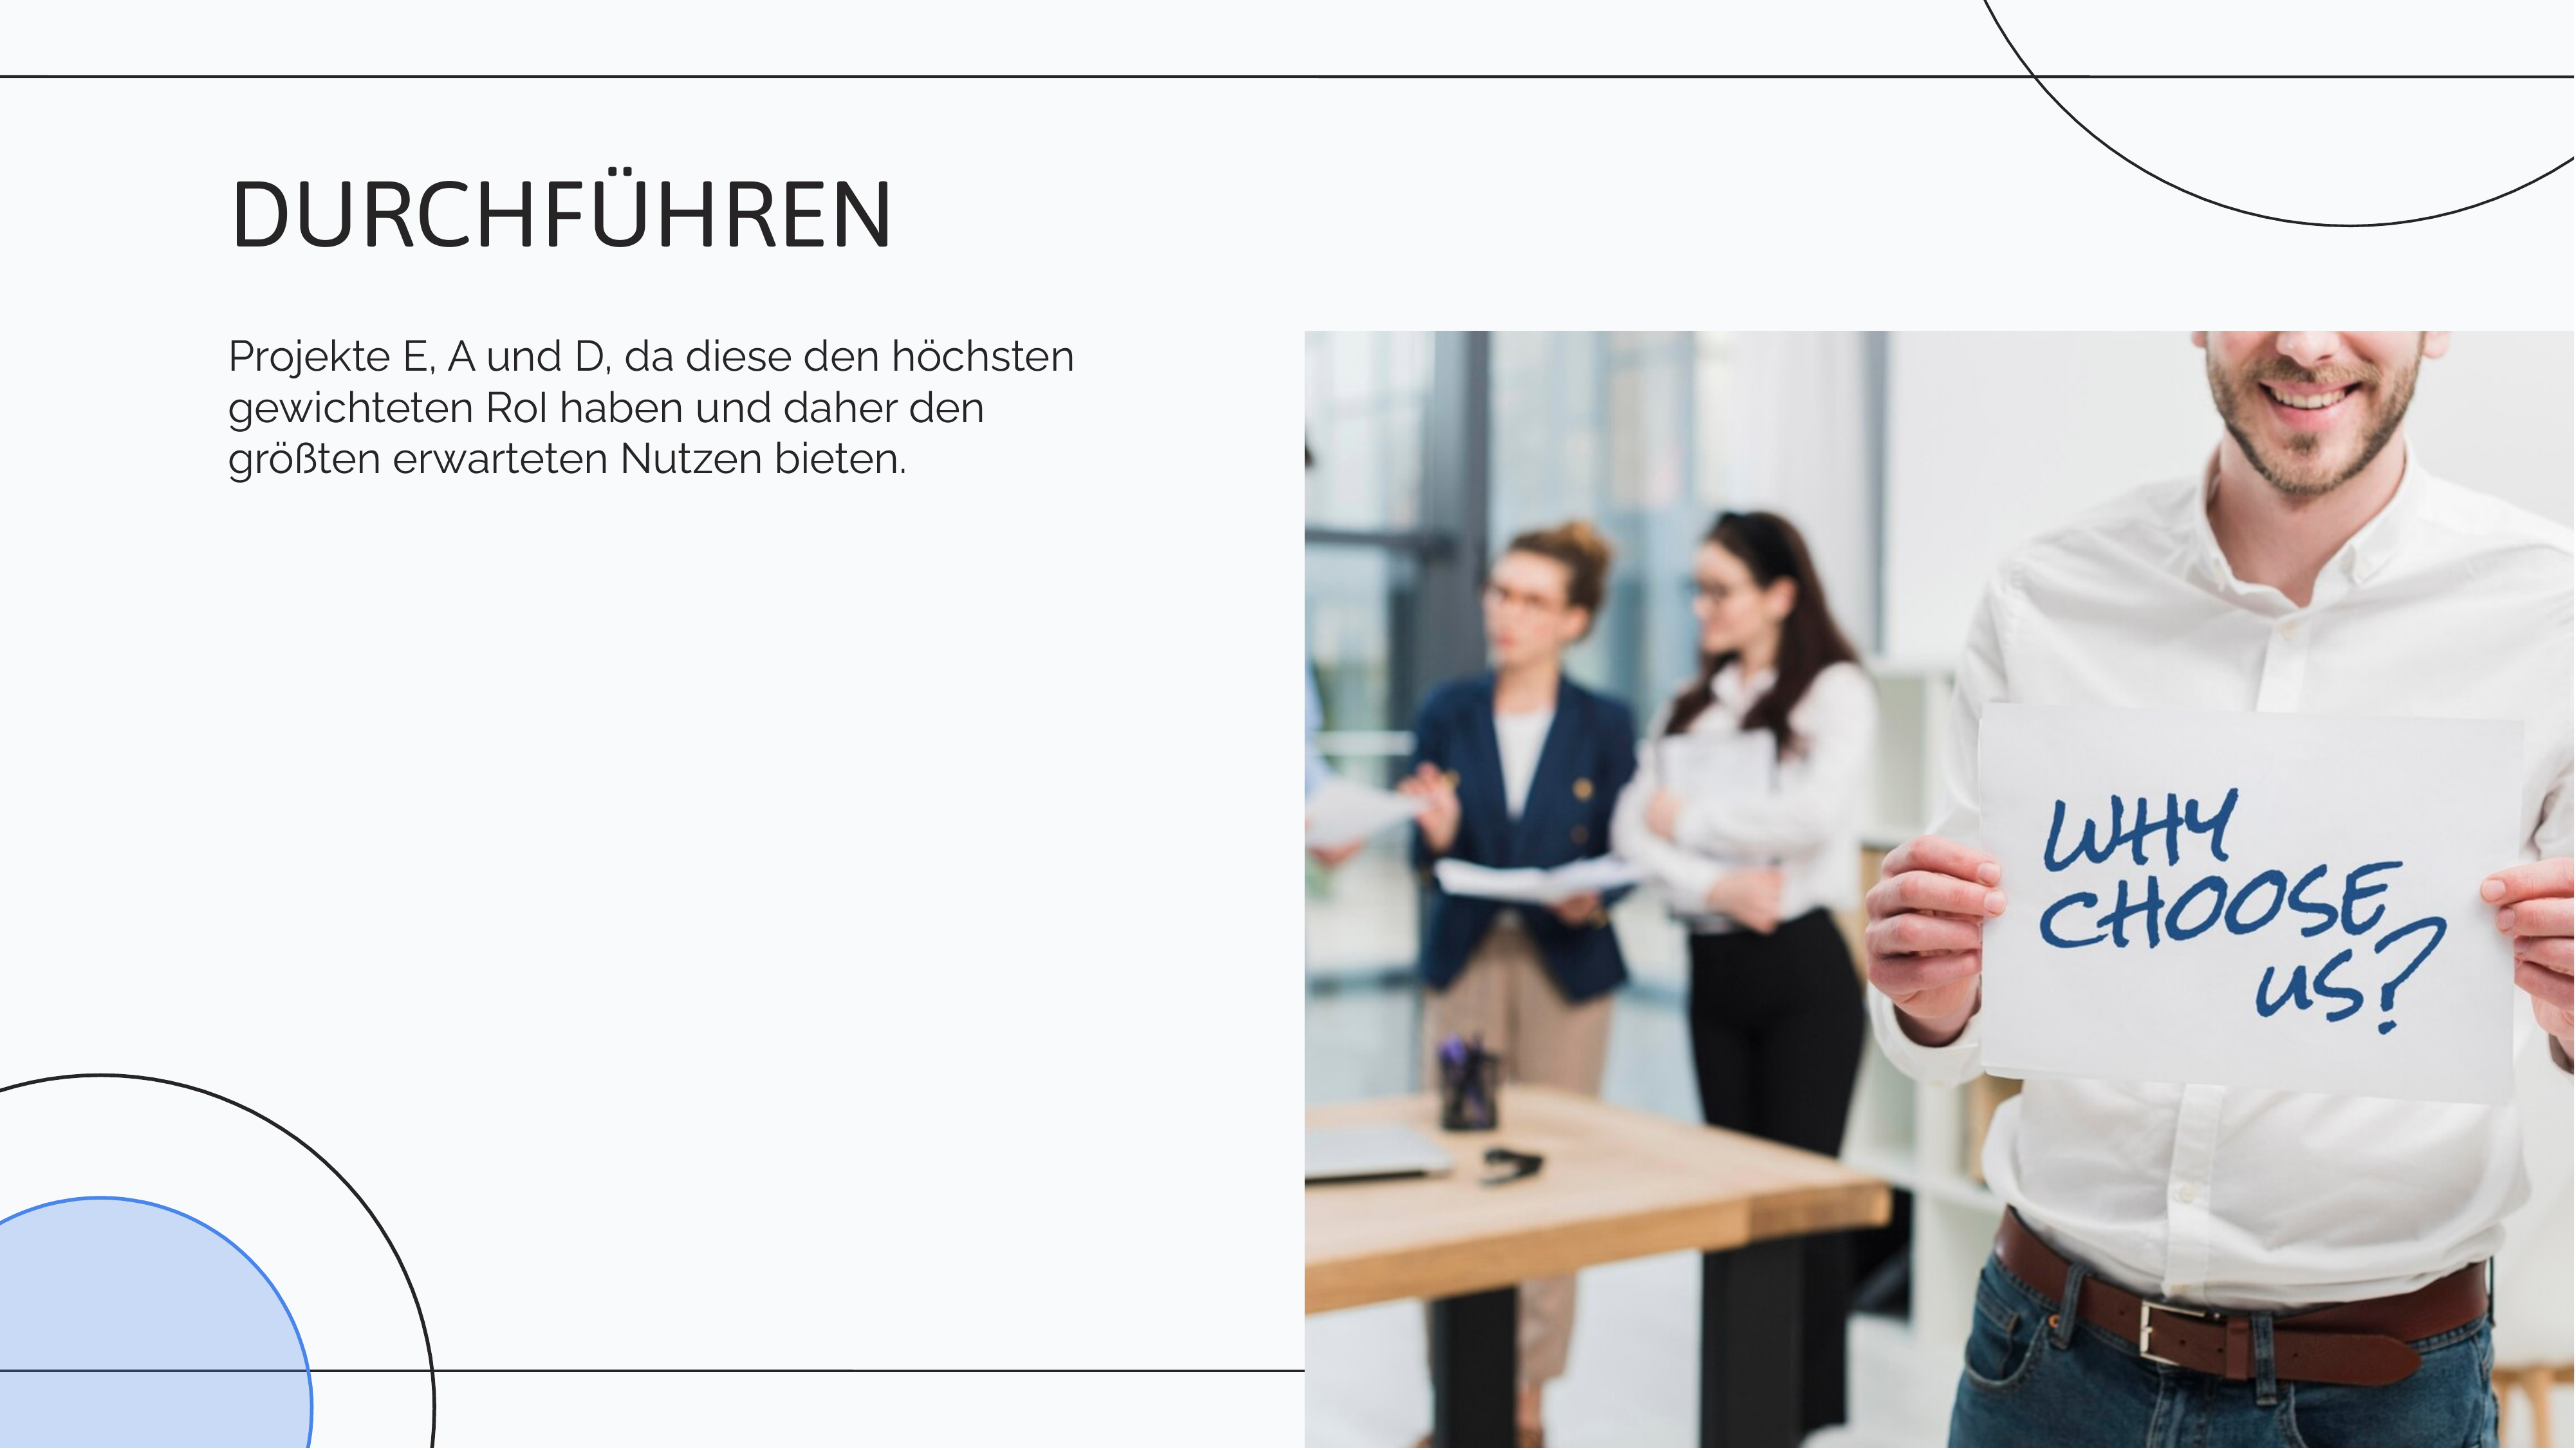 DURCHFÜHREN
Projekte E, A und D, da diese den höchsten
gewichteten RoI haben und daher den
größten erwarteten Nutzen bieten.
WHY
CHOOSE
us?